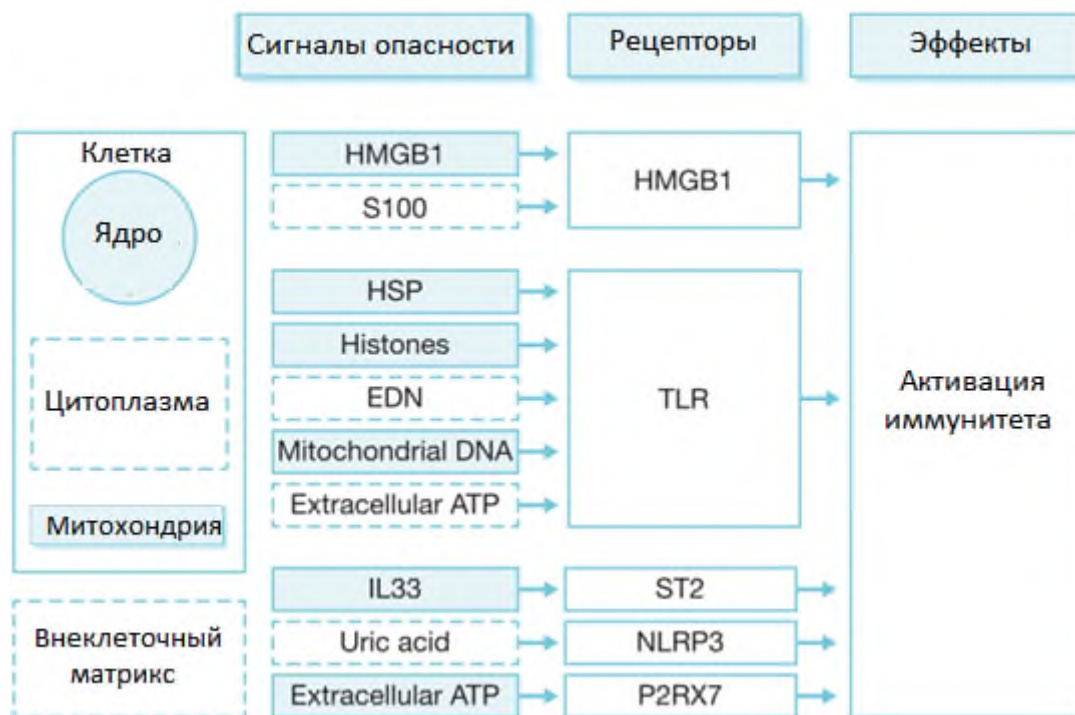 Сигналы опасности
Рецепторы
Эффекты
Клетка
Ядро
Цитоплазма
Митохондрия
Внеклеточный
матрикс
HMGB1
S100
HSP
Histones
EDN
Mitochondrial DNA
Extracellular ATP
IL33
Uric acid
Extracellular ATP
HMGB1
TLR
ST2
NLRP3
P2RX7
Активация
иммунитета